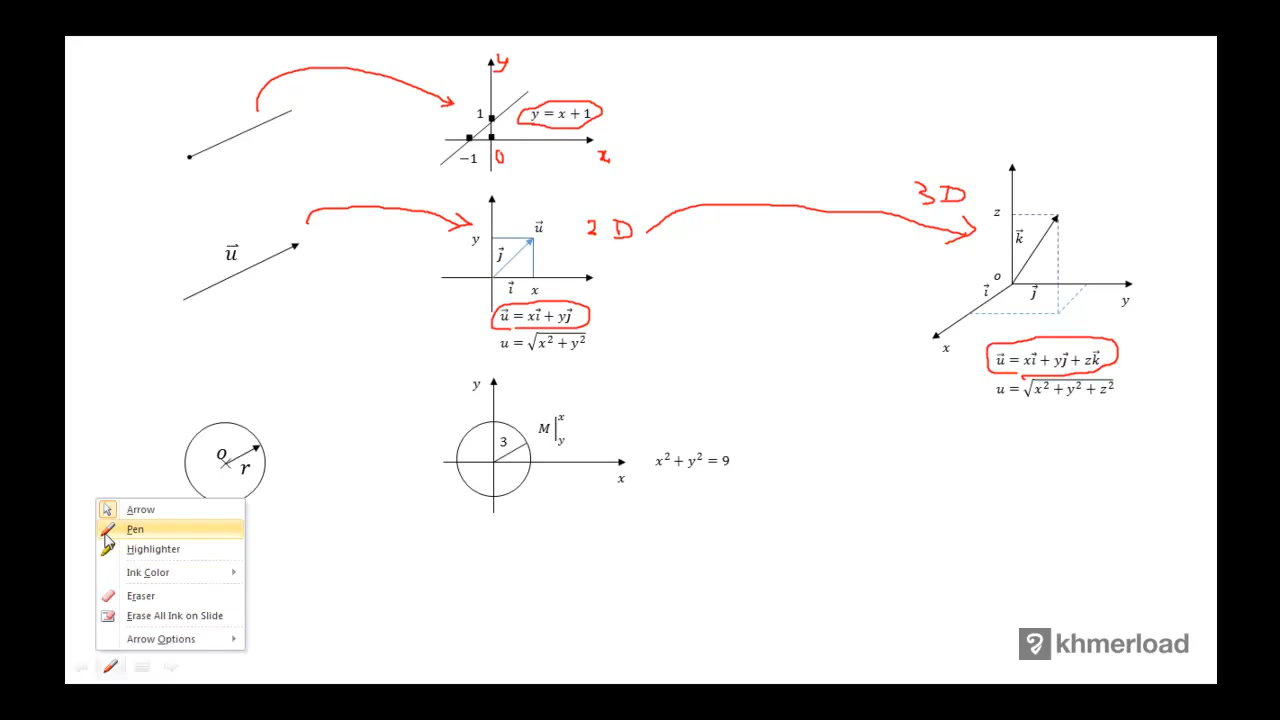 y
1
y = x + 1
−1
0
x
u⃗
y
u⃗
j⃗
i⃗
x
2 D
u⃗ = xi⃗ + yj⃗
u = √x² + y²
3 D
z
k⃗
o
i⃗
j⃗
y
x
u⃗ = xi⃗ + yj⃗ + zk⃗
u = √x² + y² + z²
O
r
y
3
M | x
y
x
x² + y² = 9
Arrow
Pen
Highlighter
Ink Color
Eraser
Erase All Ink on Slide
Arrow Options
khmerload